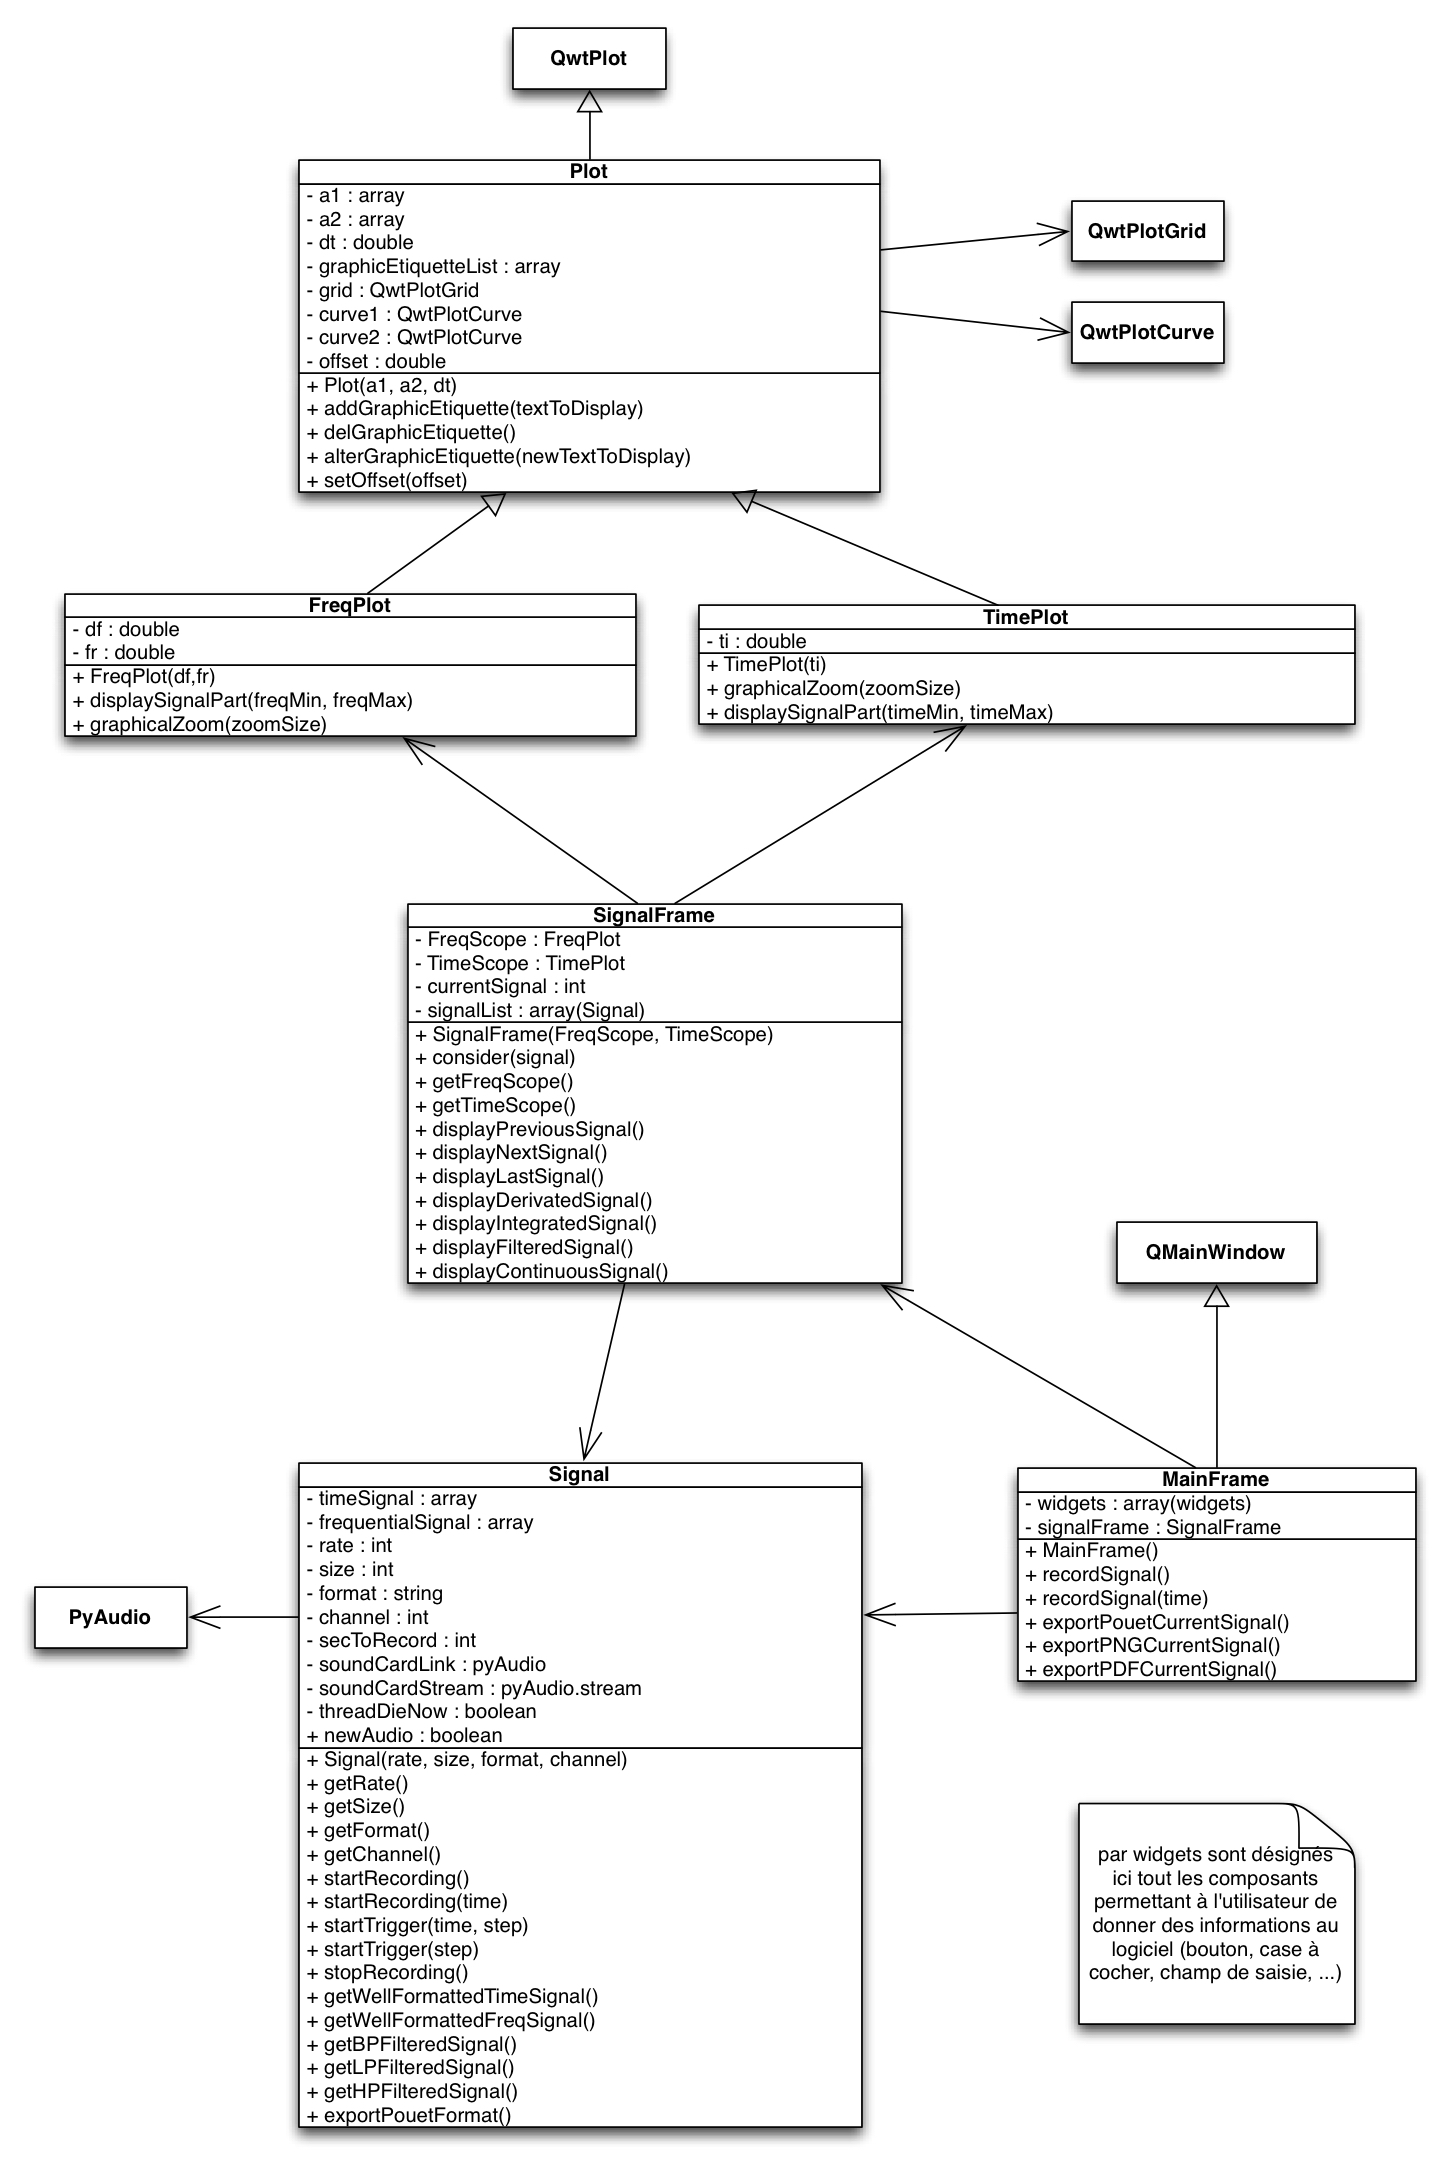 QwtPlot
Plot
- a1 : array
- a2 : array
- dt : double
- graphicEtiquetteList : array
- grid : QwtPlotGrid
- curve1 : QwtPlotCurve
- curve2 : QwtPlotCurve
- offset : double
+ Plot(a1, a2, dt)
+ addGraphicEtiquette(textToDisplay)
+ delGraphicEtiquette()
+ alterGraphicEtiquette(newTextToDisplay)
+ setOffset(offset)
QwtPlotGrid
QwtPlotCurve
FreqPlot
- df : double
- fr : double
+ FreqPlot(df,fr)
+ displaySignalPart(freqMin, freqMax)
+ graphicalZoom(zoomSize)
TimePlot
- ti : double
+ TimePlot(ti)
+ graphicalZoom(zoomSize)
+ displaySignalPart(timeMin, timeMax)
SignalFrame
- FreqScope : FreqPlot
- TimeScope : TimePlot
- currentSignal : int
- signalList : array(Signal)
+ SignalFrame(FreqScope, TimeScope)
+ consider(signal)
+ getFreqScope()
+ getTimeScope()
+ displayPreviousSignal()
+ displayNextSignal()
+ displayLastSignal()
+ displayDerivatedSignal()
+ displayIntegratedSignal()
+ displayFilteredSignal()
+ displayContinuousSignal()
QMainWindow
MainFrame
- widgets : array(widgets)
- signalFrame : SignalFrame
+ MainFrame()
+ recordSignal()
+ recordSignal(time)
+ exportPouetCurrentSignal()
+ exportPNGCurrentSignal()
+ exportPDFCurrentSignal()
PyAudio
Signal
- timeSignal : array
- frequentialSignal : array
- rate : int
- size : int
- format : string
- channel : int
- secToRecord : int
- soundCardLink : pyAudio
- soundCardStream : pyAudio.stream
- threadDieNow : boolean
+ newAudio : boolean
+ Signal(rate, size, format, channel)
+ getRate()
+ getSize()
+ getFormat()
+ getChannel()
+ startRecording()
+ startRecording(time)
+ startTrigger(time, step)
+ startTrigger(step)
+ stopRecording()
+ getWellFormattedTimeSignal()
+ getWellFormattedFreqSignal()
+ getBPFilteredSignal()
+ getLPFilteredSignal()
+ getHPFilteredSignal()
+ exportPouetFormat()
par widgets sont désignés
ici tout les composants
permettant à l'utilisateur de
donner des informations au
logiciel (bouton, case à
cocher, champ de saisie, ...)